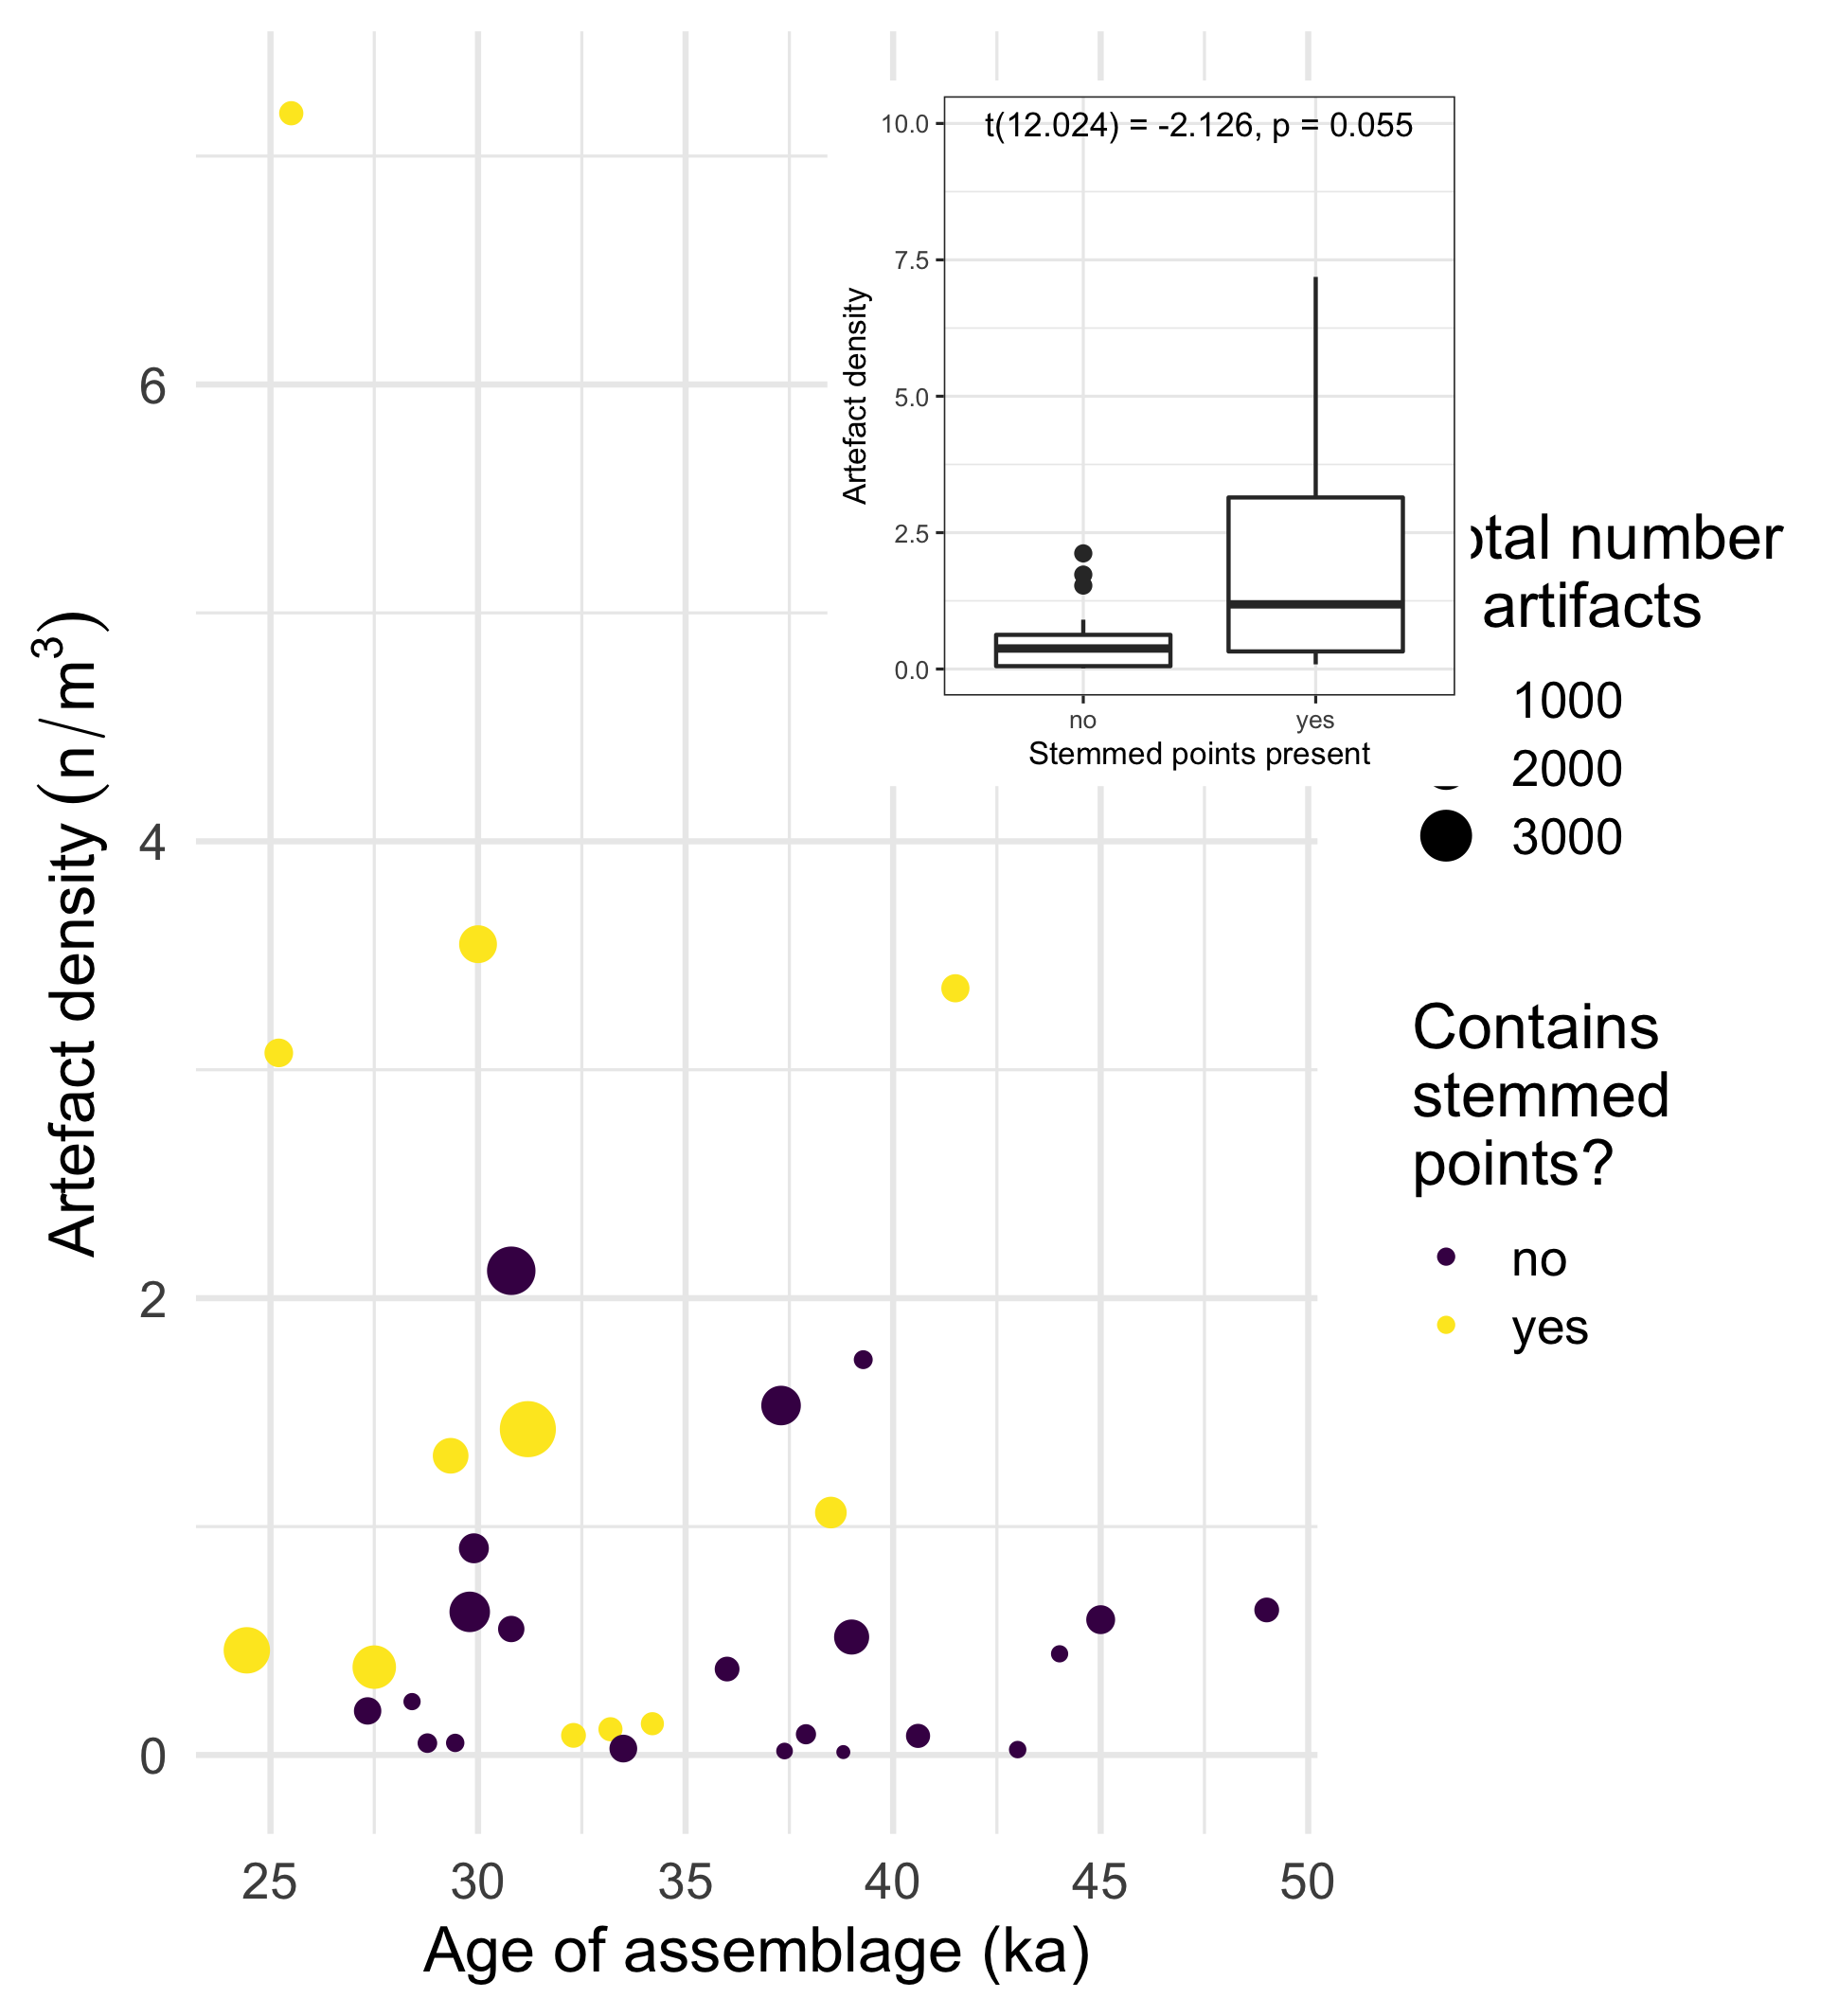 Artefact density (n/m³)
6
4
2
0
25 30 35 40 45 50
Age of assemblage (ka)
t(12.024) = -2.126, p = 0.055
Artefact density
10.0
7.5
5.0
2.5
0.0
no yes
Stemmed points present
number
artifacts
1000
2000
3000
Contains
stemmed
points?
no
yes